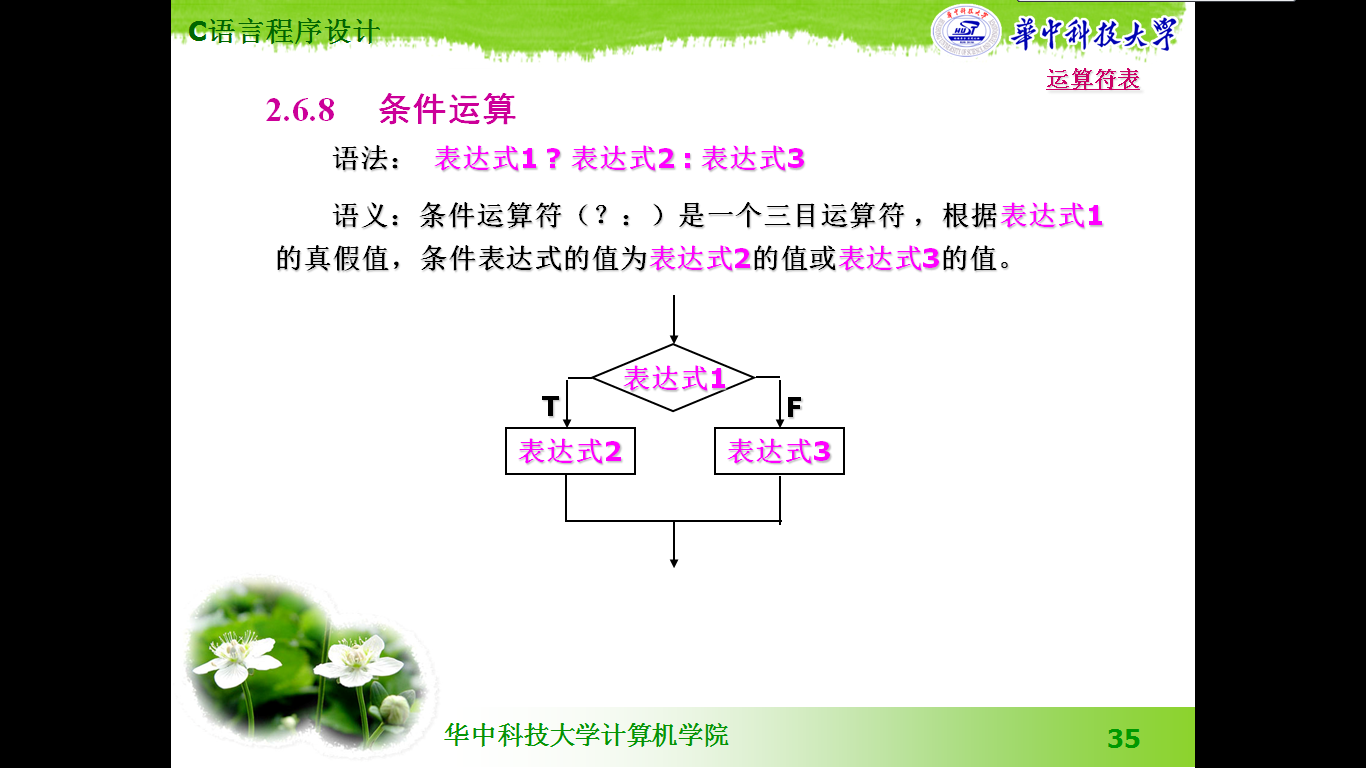 C语言程序设计
華中科技大学
运算符表
2.6.8 条件运算
语法： 表达式1 ? 表达式2 : 表达式3
语义：条件运算符（？：）是一个三目运算符，根据表达式1
的真假值，条件表达式的值为表达式2的值或表达式3的值。
表达式1
T
F
表达式2
表达式3
华中科技大学计算机学院
35